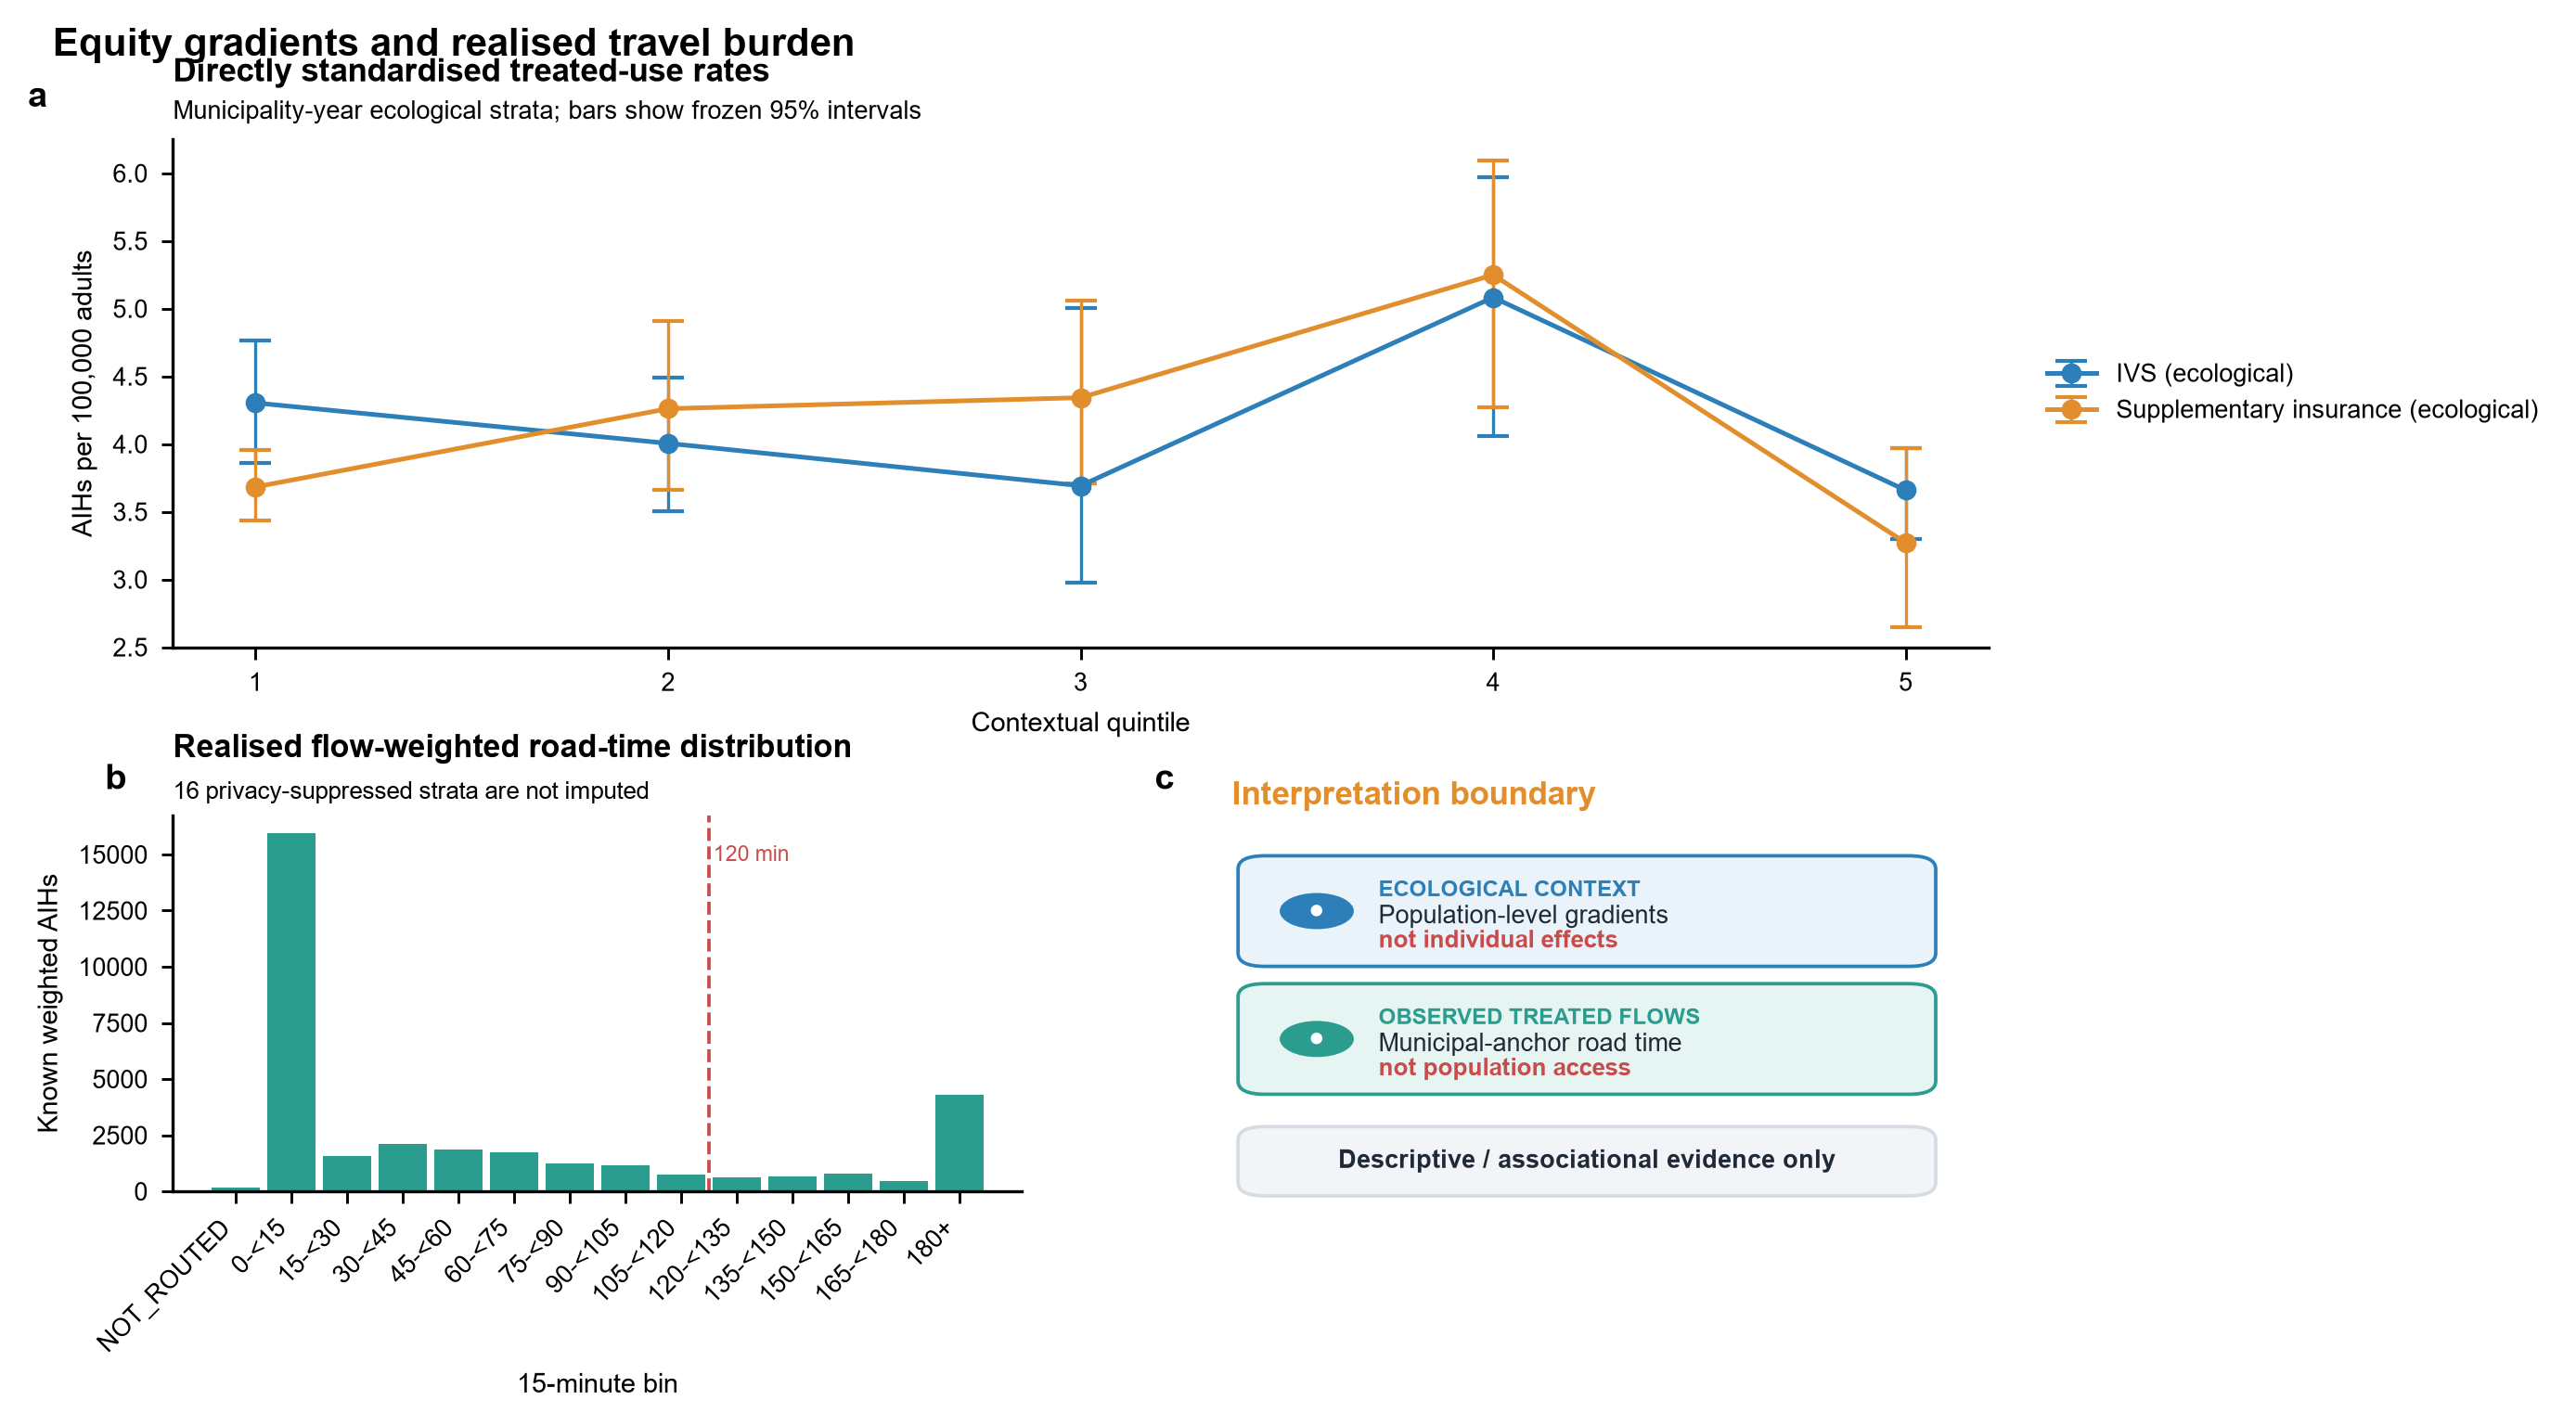 Equity gradients and realised travel burden
Directly standardised treated-use rates
a
Municipality-year ecological strata; bars show frozen 95% intervals
AIHs per 100,000 adults
6.0
5.5
5.0
4.5
4.0
3.5
3.0
2.5
1
2
3
4
5
Contextual quintile
IVS (ecological)
Supplementary insurance (ecological)
Realised flow-weighted road-time distribution
b
16 privacy-suppressed strata are not imputed
Known weighted AIHs
15000
12500
10000
7500
5000
2500
0
120 min
NOT_ROUTED
0-<15
15-<30
30-<45
45-<60
60-<75
75-<90
90-<105
105-<120
120-<135
135-<150
150-<165
165-<180
180+
15-minute bin
c
Interpretation boundary
ECOLOGICAL CONTEXT
Population-level gradients
not individual effects
OBSERVED TREATED FLOWS
Municipal-anchor road time
not population access
Descriptive / associational evidence only